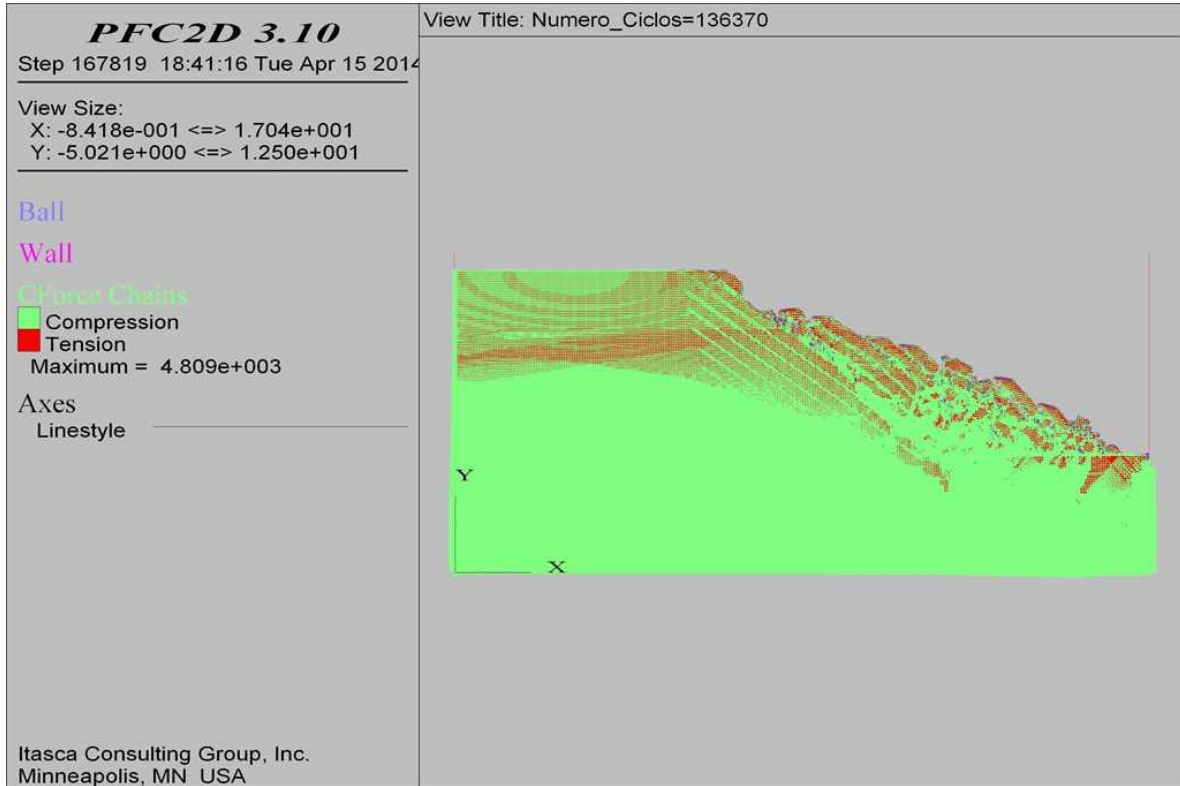 PFC2D 3.10
Step 167819 18:41:16 Tue Apr 15 2014
View Size:
X: -8.418e-001 <=> 1.704e+001
Y: -5.021e+000 <=> 1.250e+001
Ball
Wall
CForce Chains
Compression
Tension
Maximum = 4.809e+003
Axes
Linestyle
Itasca Consulting Group, Inc.
Minneapolis, MN USA
View Title: Numero_Ciclos=136370
Y
X